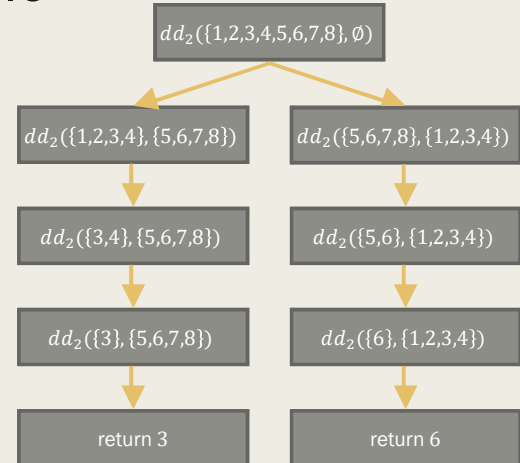 dd₂({1,2,3,4,5,6,7,8}, ∅)
dd₂({1,2,3,4}, {5,6,7,8})
dd₂({5,6,7,8}, {1,2,3,4})
dd₂({3,4}, {5,6,7,8})
dd₂({5,6}, {1,2,3,4})
dd₂({3}, {5,6,7,8})
dd₂({6}, {1,2,3,4})
return 3
return 6